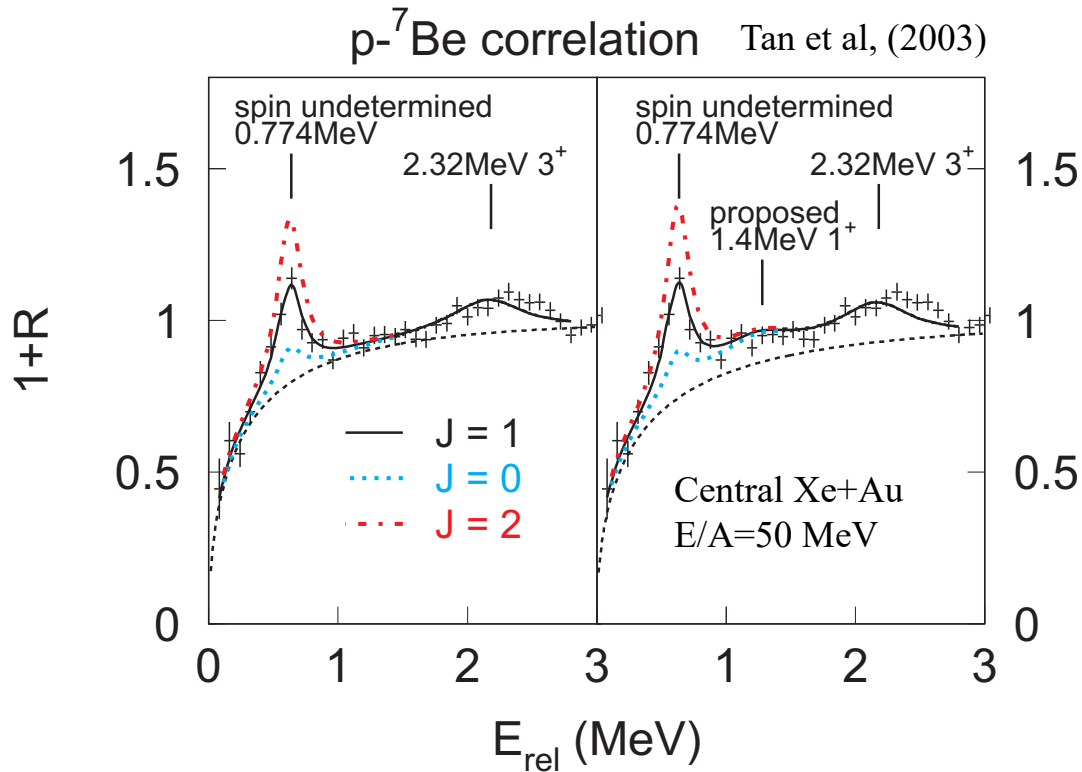 p-⁷Be correlation Tan et al, (2003)
spin undetermined
0.774MeV
2.32MeV 3⁺
spin undetermined
0.774MeV
2.32MeV 3⁺
proposed
1.4MeV 1⁺
1.5
1
0.5
0
1+R
J = 1
J = 0
J = 2
Central Xe+Au
E/A=50 MeV
1.5
1
0.5
0
0 1 2 3 1 2 3
E_rel (MeV)